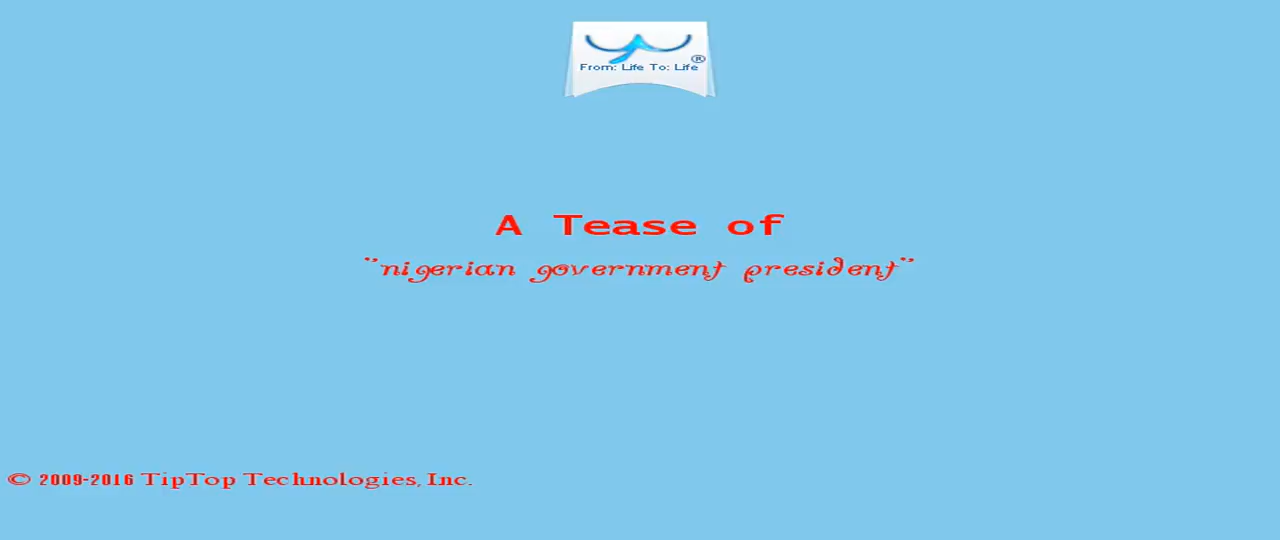 From: Life To: Life®
A Tease of
"nigerian government president"
© 2009-2016 TipTop Technologies, Inc.